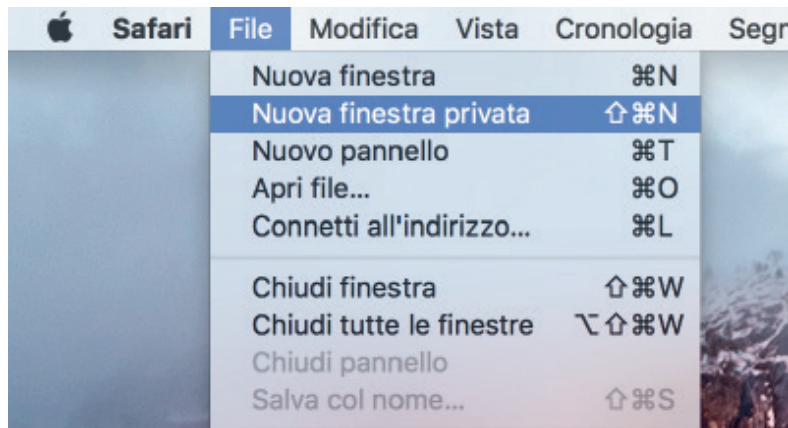 Safari File Modifica Vista Cronologia Segr
Nuova finestra ⌘N
Nuova finestra privata ⇧⌘N
Nuovo pannello ⌘T
Apri file... ⌘O
Connetti all'indirizzo... ⌘L
Chiudi finestra ⇧⌘W
Chiudi tutte le finestre ⌥⇧⌘W
Chiudi pannello
Salva col nome... ⇧⌘S